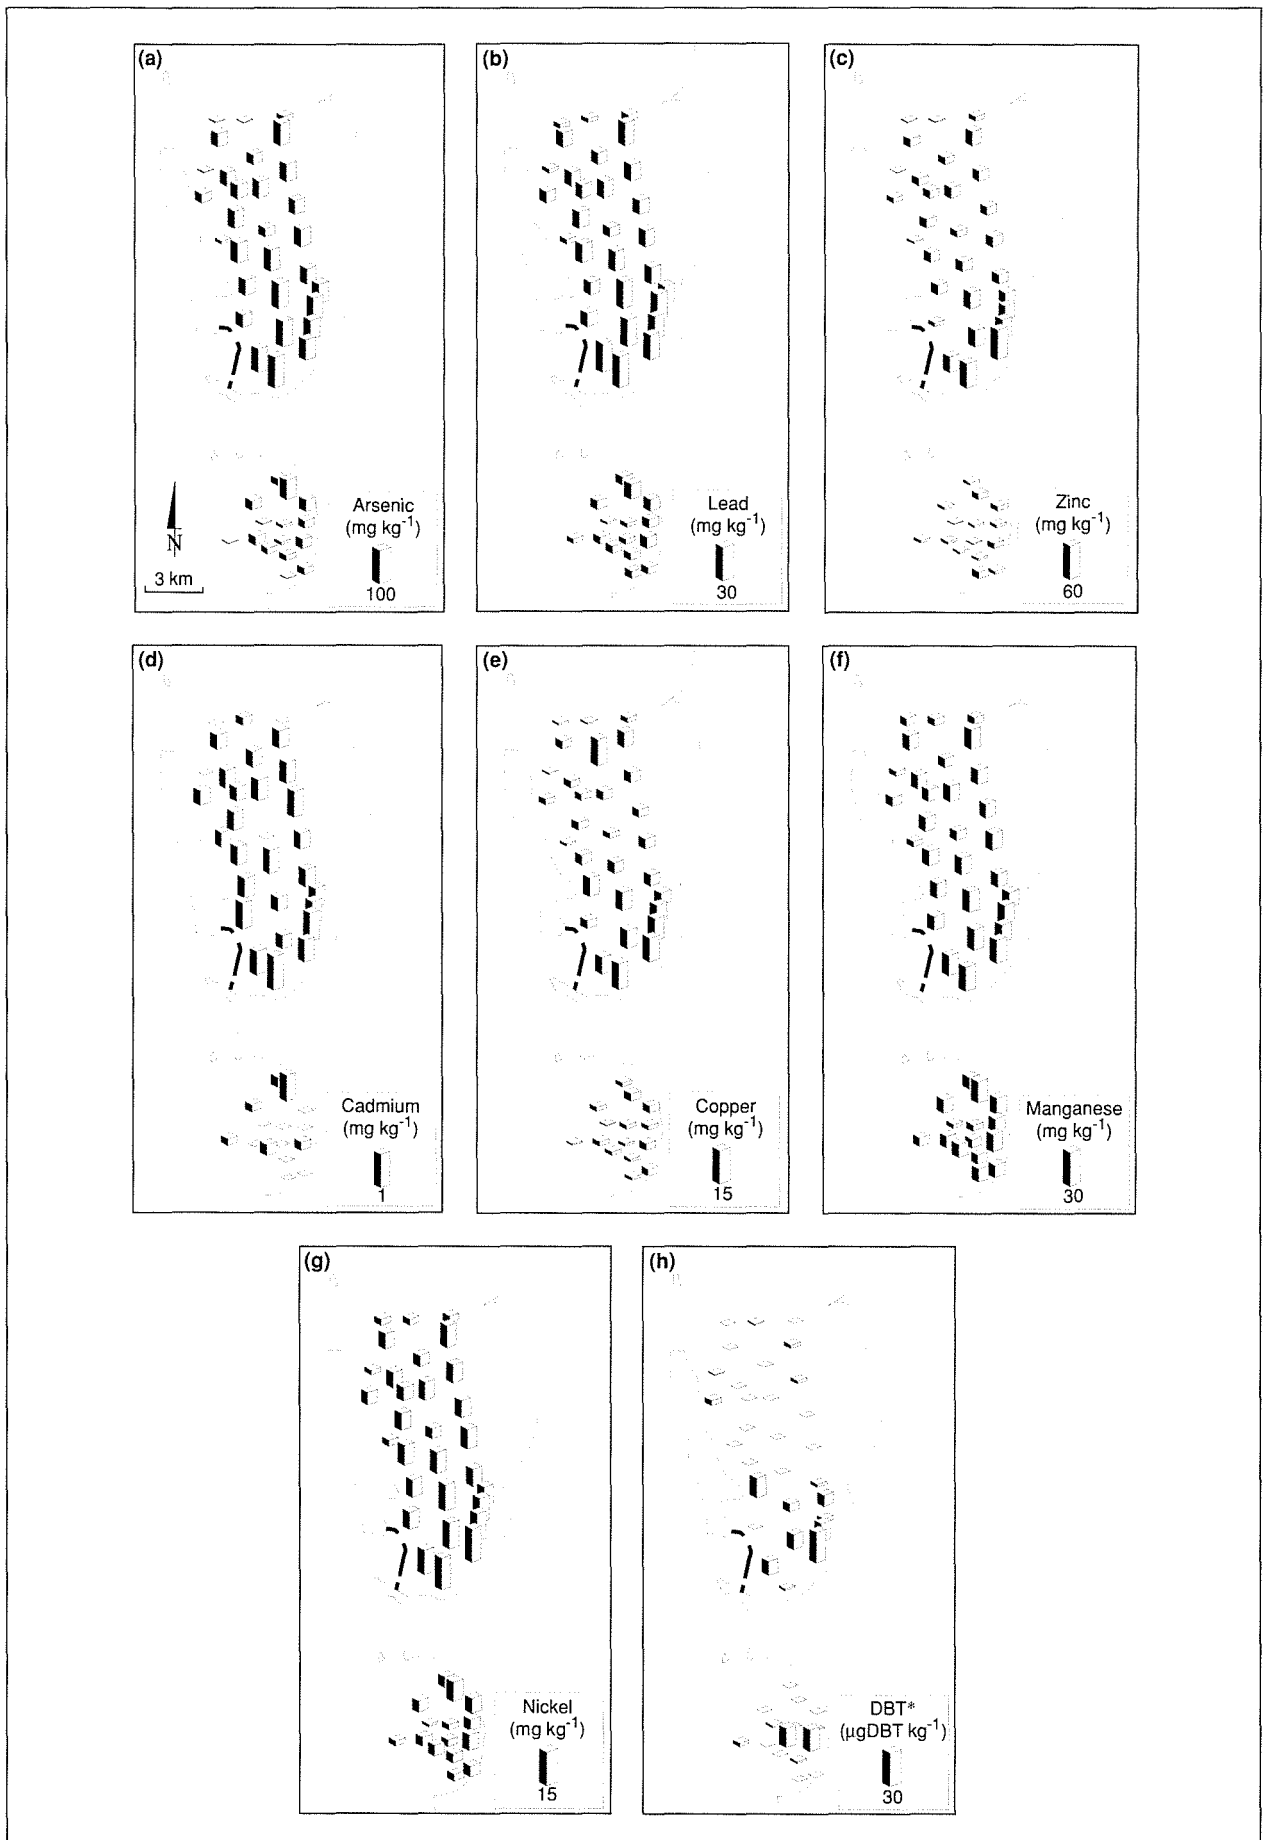 (a)
Arsenic
(mg kg⁻¹)
100
N
3 km
(b)
Lead
(mg kg⁻¹)
30
(c)
Zinc
(mg kg⁻¹)
60
(d)
Cadmium
(mg kg⁻¹)
1
(e)
Copper
(mg kg⁻¹)
15
(f)
Manganese
(mg kg⁻¹)
30
(g)
Nickel
(mg kg⁻¹)
15
(h)
DBT*
(µgDBT kg⁻¹)
30